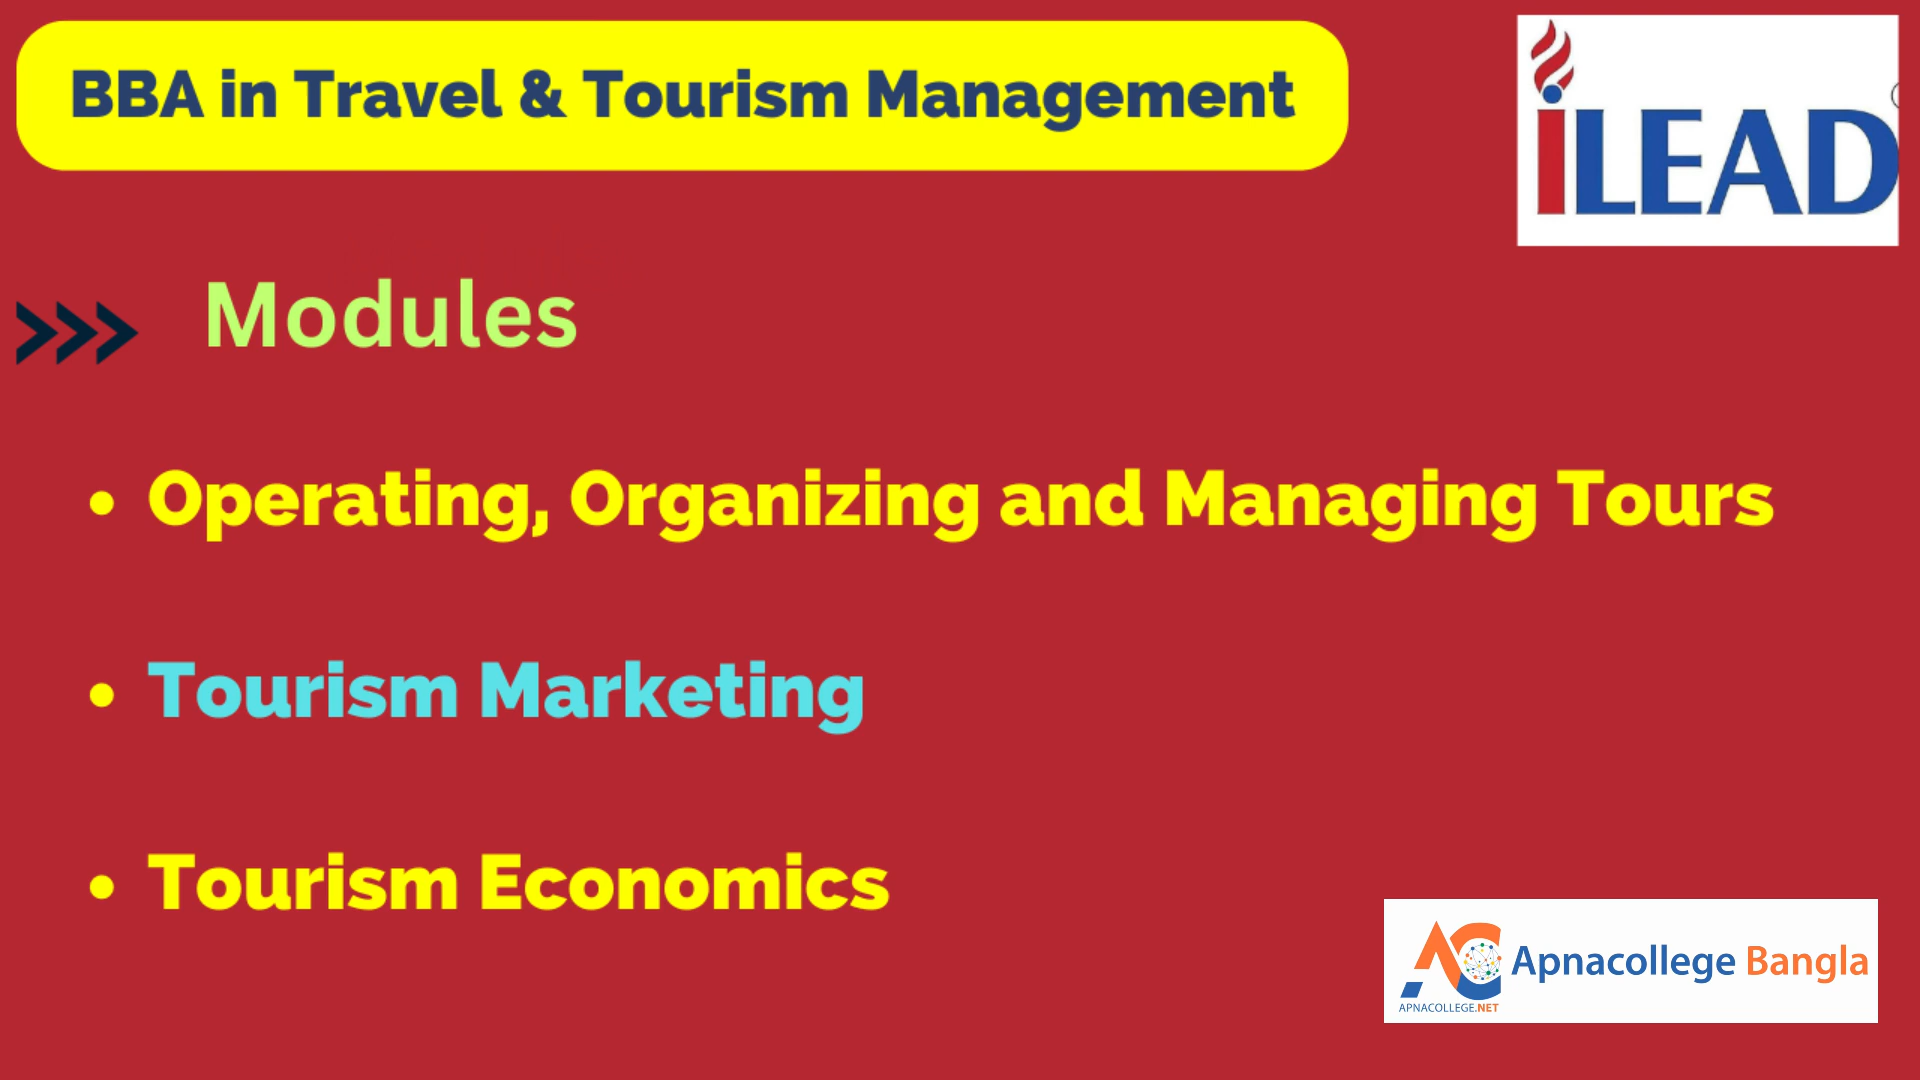 BBA in Travel & Tourism Management
iLEAD
Modules
• Operating, Organizing and Managing Tours
• Tourism Marketing
• Tourism Economics
Apnacollege Bangla
APNACOLLEGE.NET